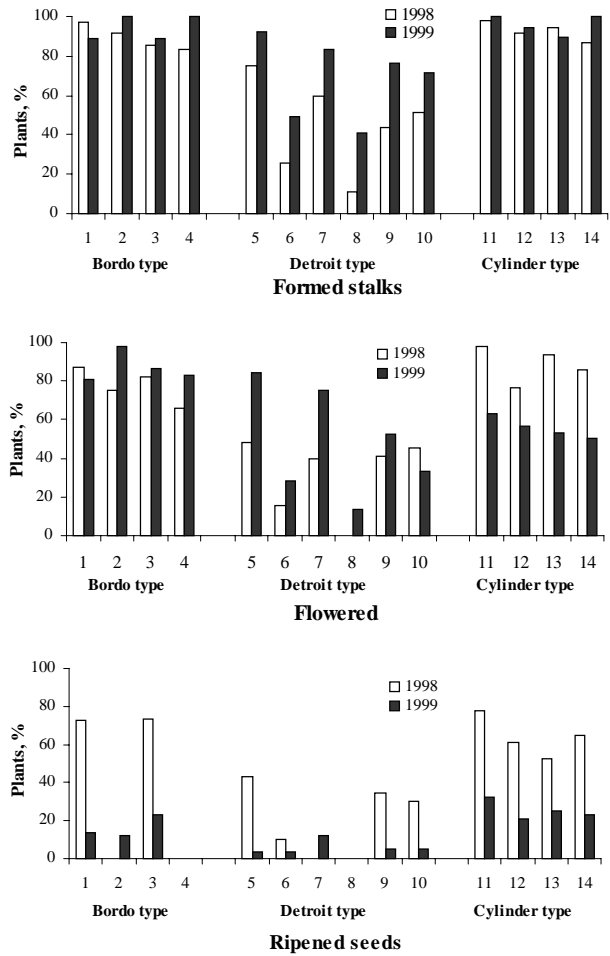 100
80
60
40
20
0
Plants, %
1998
1999
1 2 3 4 5 6 7 8 9 10 11 12 13 14
Bordo type Detroit type Cylinder type
Formed stalks
100
80
60
40
20
0
Plants, %
1998
1999
1 2 3 4 5 6 7 8 9 10 11 12 13 14
Bordo type Detroit type Cylinder type
Flowered
100
80
60
40
20
0
Plants, %
1998
1999
1 2 3 4 5 6 7 8 9 10 11 12 13 14
Bordo type Detroit type Cylinder type
Ripened seeds